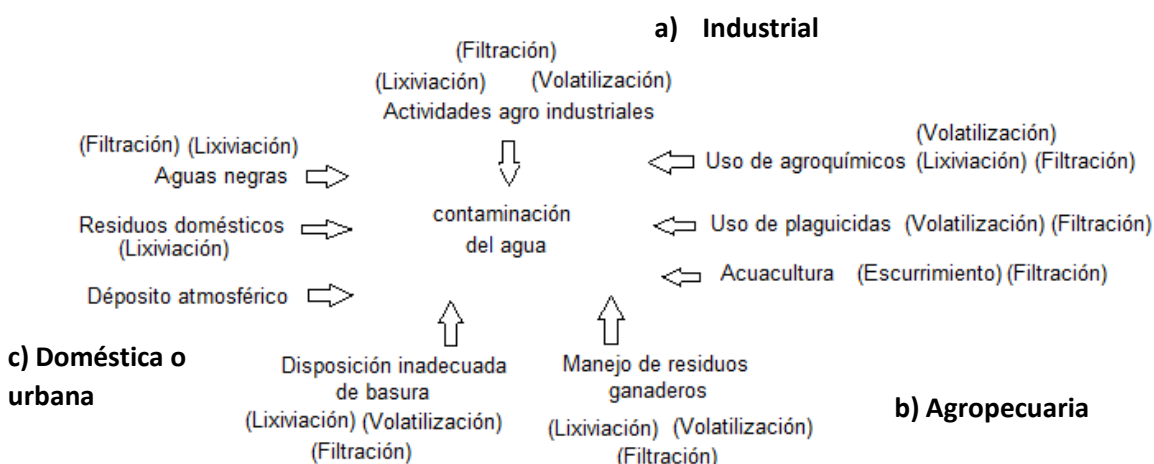 a) Industrial
(Filtración)
(Lixiviación) (Volatilización)
Actividades agro industriales
(Filtración) (Lixiviación)
Aguas negras
Residuos domésticos
(Lixiviación)
Déposito atmosférico
contaminación
del agua
(Volatilización)
Uso de agroquímicos (Lixiviación) (Filtración)
Uso de plaguicidas (Volatilización) (Filtración)
Acuacultura (Escurrimiento) (Filtración)
c) Doméstica o
urbana
Disposición inadecuada
de basura
(Lixiviación) (Volatilización)
(Filtración)
Manejo de residuos
ganaderos
(Lixiviación) (Volatilización)
(Filtración)
b) Agropecuaria